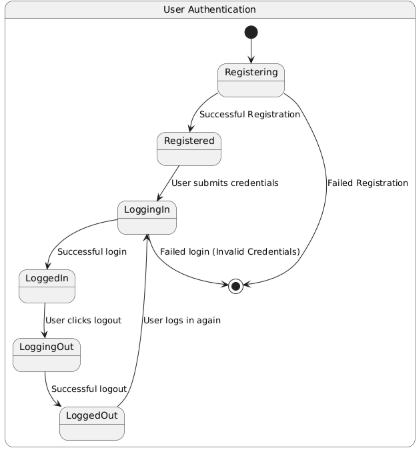 User Authentication
Registering
Successful Registration
Registered
Failed Registration
User submits credentials
LoggingIn
Successful login
Failed login (Invalid Credentials)
LoggedIn
User clicks logout
User logs in again
LoggingOut
Successful logout
LoggedOut